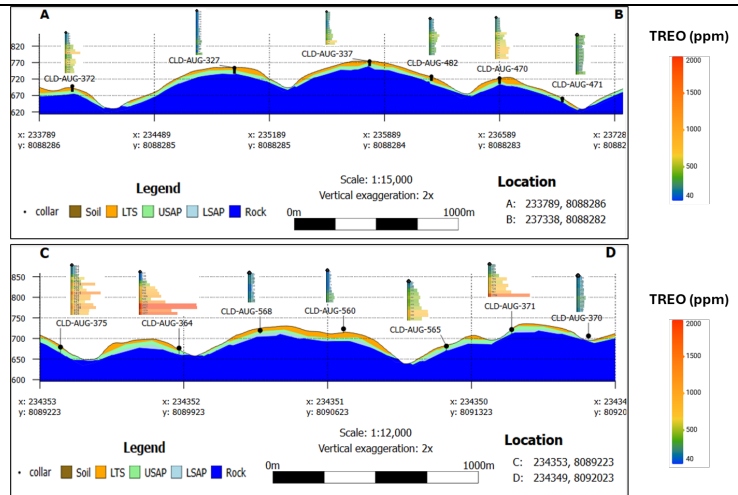 A
B
820
770
720
670
620
CLD-AUG-372
CLD-AUG-327
CLD-AUG-337
CLD-AUG-482
CLD-AUG-470
CLD-AUG-471
x: 233789
y: 8088286
x: 234489
y: 8088285
x: 235189
y: 8088285
x: 235889
y: 8088284
x: 236589
y: 8088283
x: 23728
y: 80882
Legend
collar
Soil
LTS
USAP
LSAP
Rock
Scale: 1:15,000
Vertical exaggeration: 2x
0m
1000m
Location
A: 233789, 8088286
B: 237338, 8088282
TREO (ppm)
2000
1500
1000
500
40
C
D
850
800
750
700
650
600
CLD-AUG-375
CLD-AUG-364
CLD-AUG-568
CLD-AUG-560
CLD-AUG-565
CLD-AUG-371
CLD-AUG-370
x: 234353
y: 8089223
x: 234352
y: 8089923
x: 234351
y: 8090623
x: 234350
y: 8091323
x: 2343
y: 80920
Legend
collar
Soil
LTS
USAP
LSAP
Rock
Scale: 1:12,000
Vertical exaggeration: 2x
0m
1000m
Location
C: 234353, 8089223
D: 234349, 8092023
TREO (ppm)
2000
1500
1000
500
40